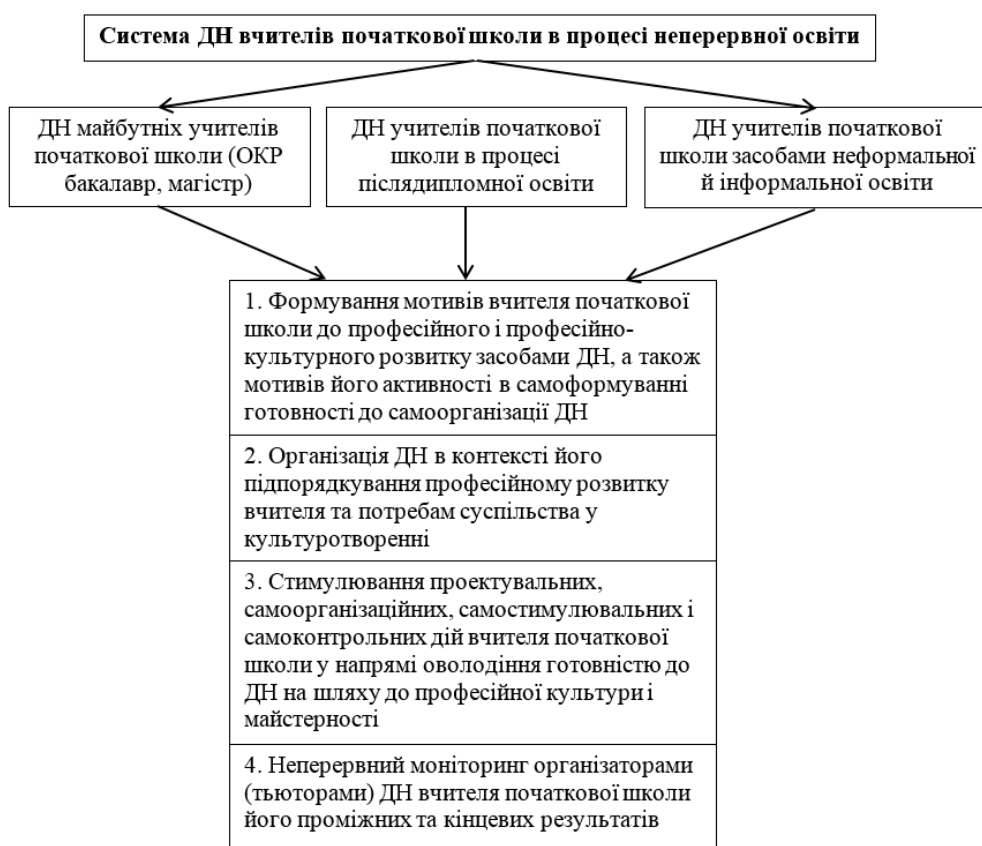 Система ДН вчителів початкової школи в процесі неперервної освіти
ДН майбутніх учителів
початкової школи (ОКР
бакалавр, магістр)
ДН учителів початкової
школи в процесі
післядипломної освіти
ДН учителів початкової
школи засобами неформальної
й інформальної освіти
1. Формування мотивів вчителя початкової
школи до професійного і професійно-
культурного розвитку засобами ДН, а також
мотивів його активності в самоформуванні
готовності до самоорганізації ДН
2. Організація ДН в контексті його
підпорядкування професійному розвитку
вчителя та потребам суспільства у
культуротворенні
3. Стимулювання проектувальних,
самоорганізаційних, самостимулювальних і
самоконтрольних дій вчителя початкової
школи у напрямі оволодіння готовністю до
ДН на шляху до професійної культури і
майстерності
4. Неперервний моніторинг організаторами
(тьюторами) ДН вчителя початкової школи
його проміжних та кінцевих результатів